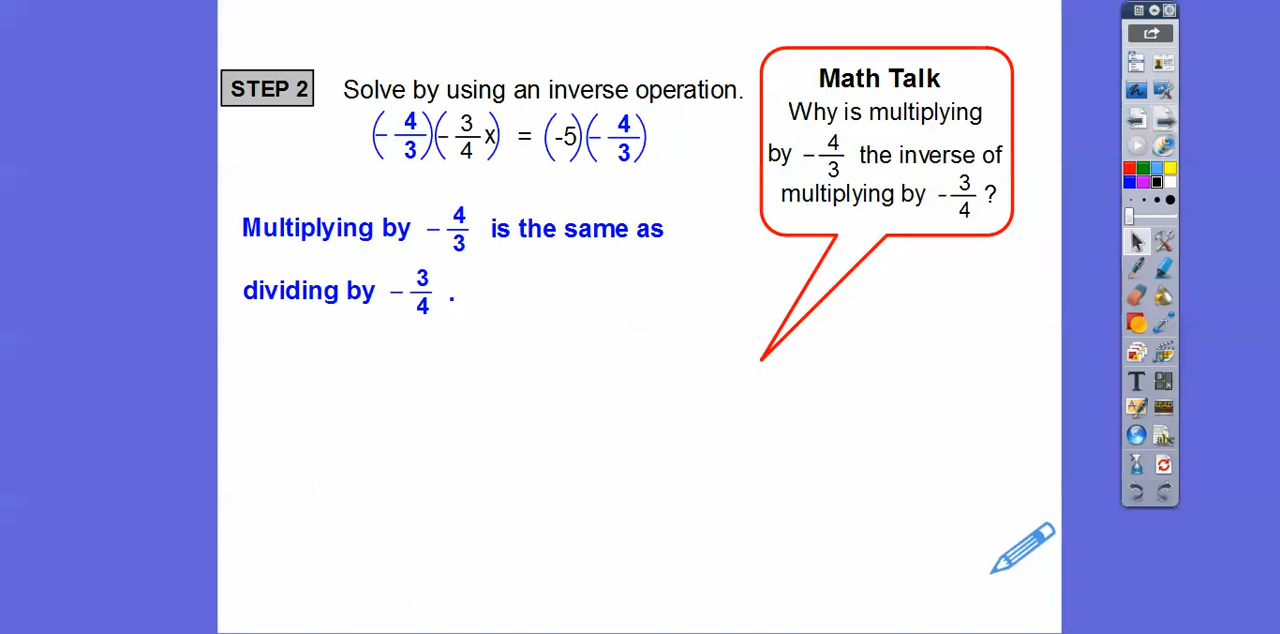 STEP 2 Solve by using an inverse operation.
(-4/3)(-3/4 x) = (-5)(-4/3)
Multiplying by -4/3 is the same as
dividing by -3/4 .
Math Talk
Why is multiplying
by -4/3 the inverse of
multiplying by -3/4 ?